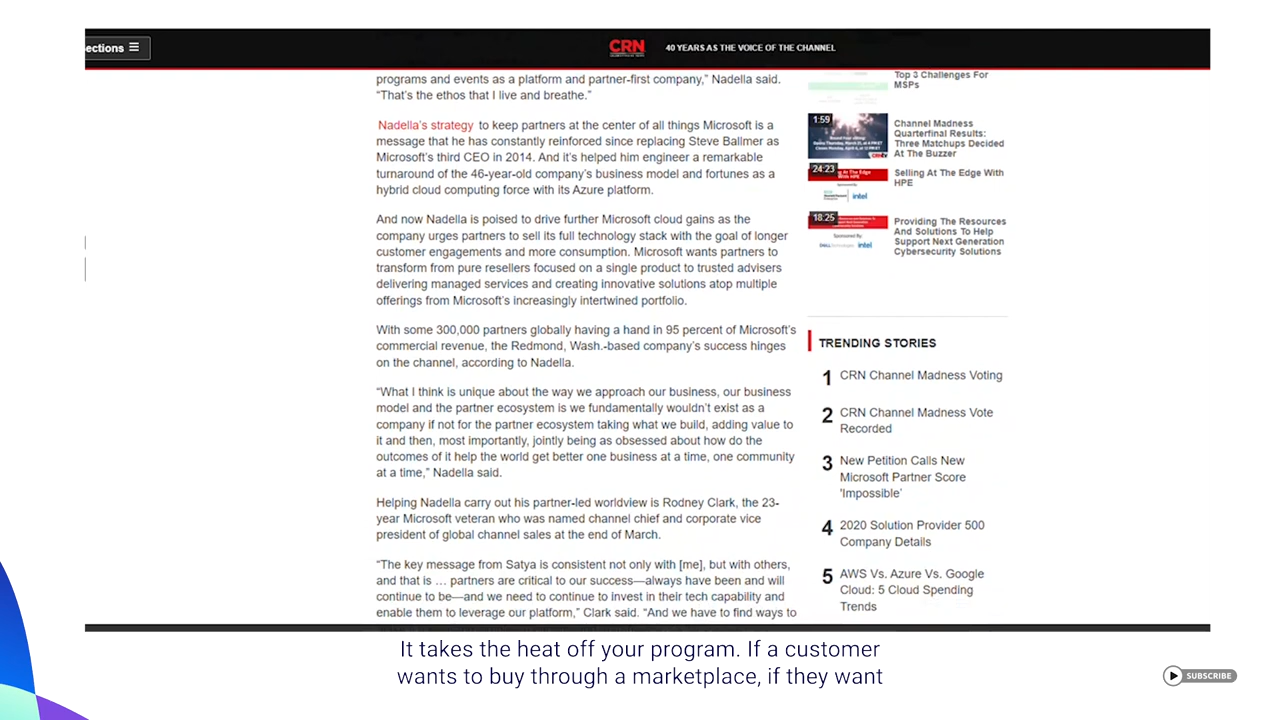 ections ☰
CRN
40 YEARS AS THE VOICE OF THE CHANNEL
programs and events as a platform and partner-first company,” Nadella said.
“That’s the ethos that I live and breathe.”
Nadella’s strategy to keep partners at the center of all things Microsoft is a
message that he has constantly reinforced since replacing Steve Ballmer as
Microsoft’s third CEO in 2014. And it’s helped him engineer a remarkable
turnaround of the 46-year-old company’s business model and fortunes as a
hybrid cloud computing force with its Azure platform.
And now Nadella is poised to drive further Microsoft cloud gains as the
company urges partners to sell its full technology stack with the goal of longer
customer engagements and more consumption. Microsoft wants partners to
transform from pure resellers focused on a single product to trusted advisers
delivering managed services and creating innovative solutions atop multiple
offerings from Microsoft’s increasingly intertwined portfolio.
With some 300,000 partners globally having a hand in 95 percent of Microsoft’s
commercial revenue, the Redmond, Wash.-based company’s success hinges
on the channel, according to Nadella.
“What I think is unique about the way we approach our business, our business
model and the partner ecosystem is we fundamentally wouldn’t exist as a
company if not for the partner ecosystem taking what we build, adding value to
it and then, most importantly, jointly being as obsessed about how do the
outcomes of it help the world get better one business at a time, one community
at a time,” Nadella said.
Helping Nadella carry out his partner-led worldview is Rodney Clark, the 23-
year Microsoft veteran who was named channel chief and corporate vice
president of global channel sales at the end of March.
“The key message from Satya is consistent not only with [me], but with others,
and that is … partners are critical to our success—always have been and will
continue to be—and we need to continue to invest in their tech capability and
enable them to leverage our platform,” Clark said. “And we have to find ways to
Top 3 Challenges For
MSPs
1:59
Channel Madness
Quarterfinal Results:
Three Matchups Decided
At The Buzzer
24:23
Selling At The Edge With
HPE
intel
18:25
Providing The Resources
And Solutions To Help
Support Next Generation
Cybersecurity Solutions
Sponsored By
intel
TRENDING STORIES
1 CRN Channel Madness Voting
2 CRN Channel Madness Vote
Recorded
3 New Petition Calls New
Microsoft Partner Score
‘Impossible’
4 2020 Solution Provider 500
Company Details
5 AWS Vs. Azure Vs. Google
Cloud: 5 Cloud Spending
Trends
It takes the heat off your program. If a customer
wants to buy through a marketplace, if they want
SUBSCRIBE